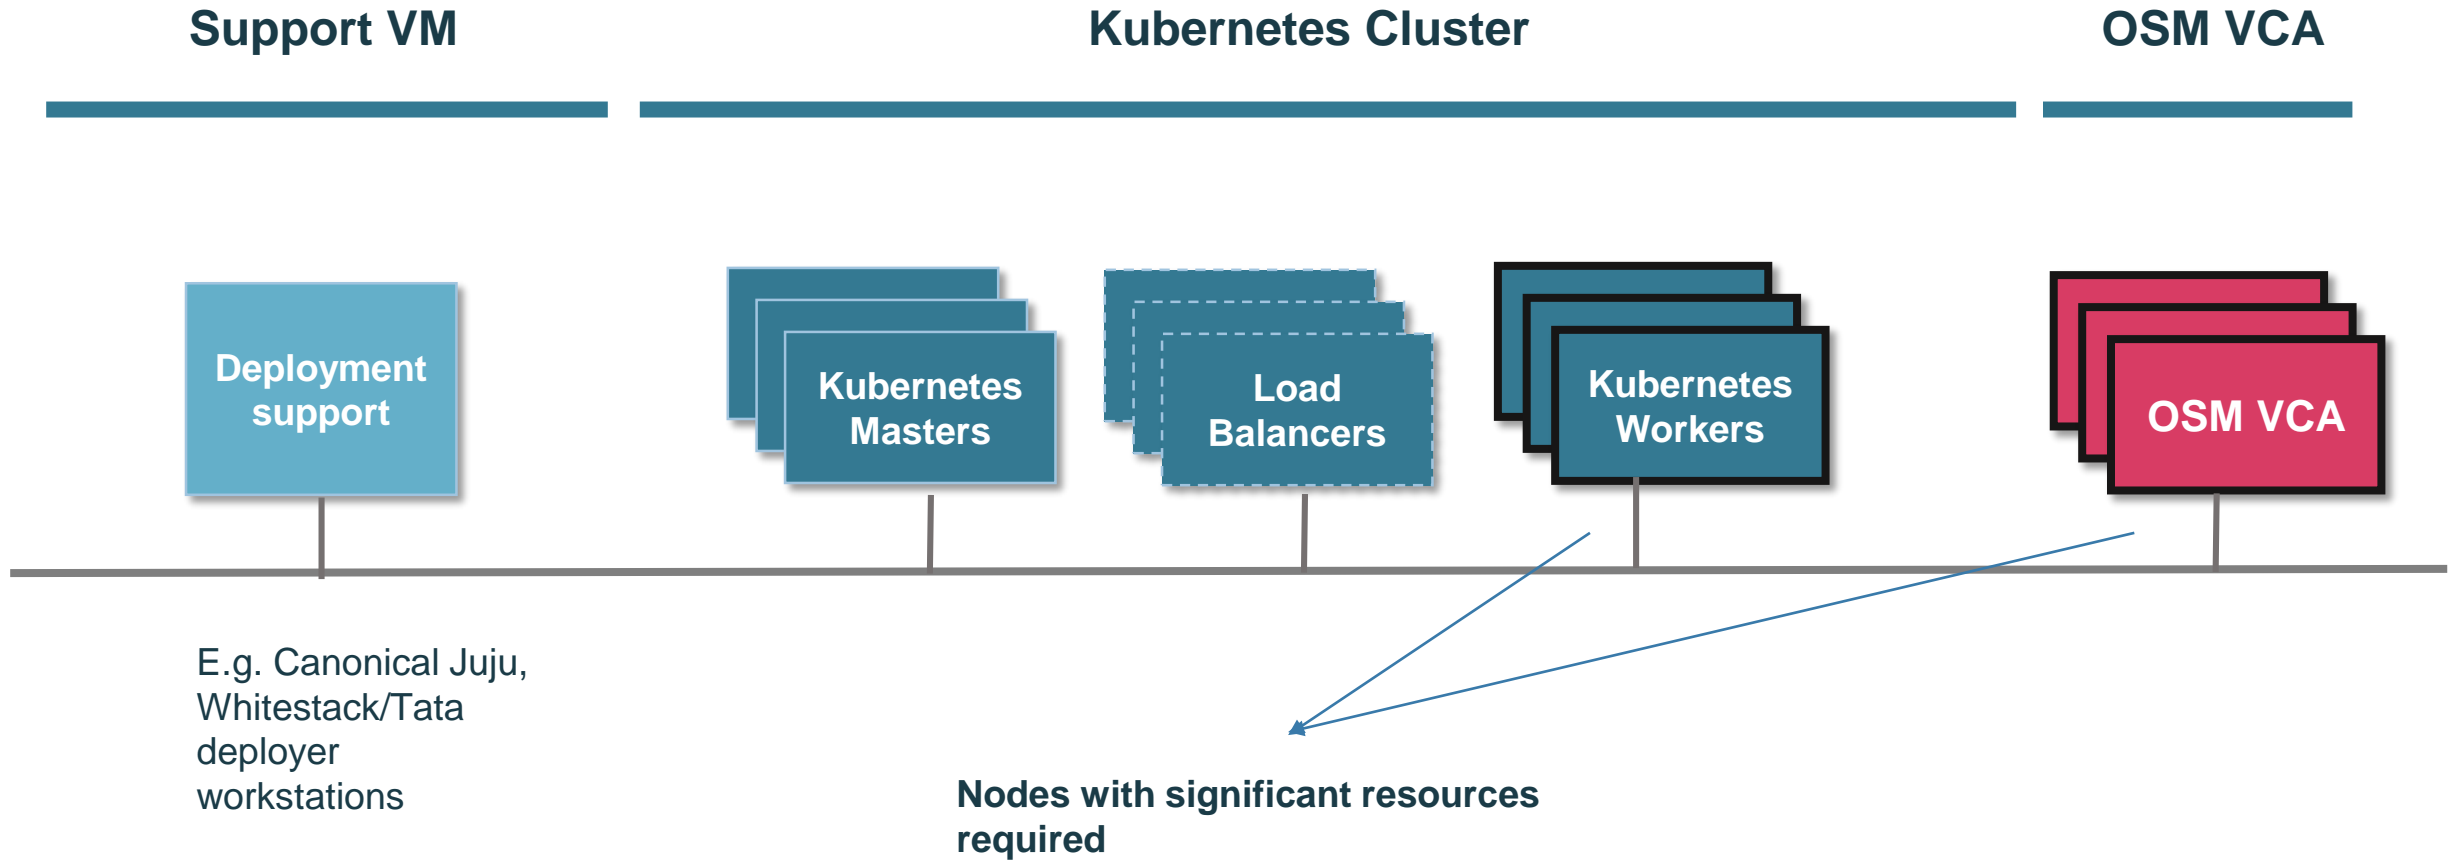 Support VM
Kubernetes Cluster
OSM VCA
Deployment
support
Kubernetes
Masters
Load
Balancers
Kubernetes
Workers
OSM VCA
E.g. Canonical Juju,
Whitestack/Tata
deployer
workstations
Nodes with significant resources
required